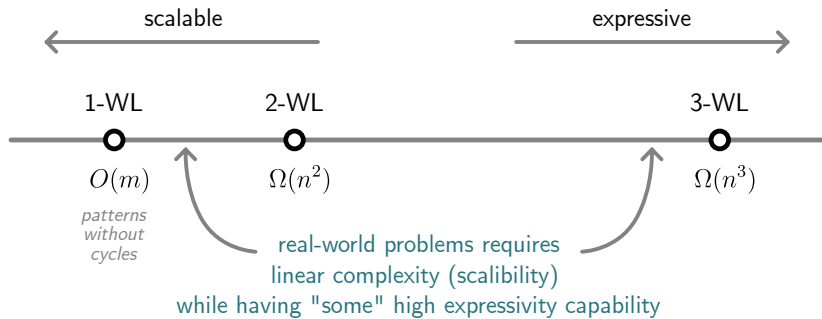 scalable
expressive
1-WL
2-WL
3-WL
O(m)
Ω(n²)
Ω(n³)
patterns
without
cycles
real-world problems requires
linear complexity (scalibility)
while having "some" high expressivity capability